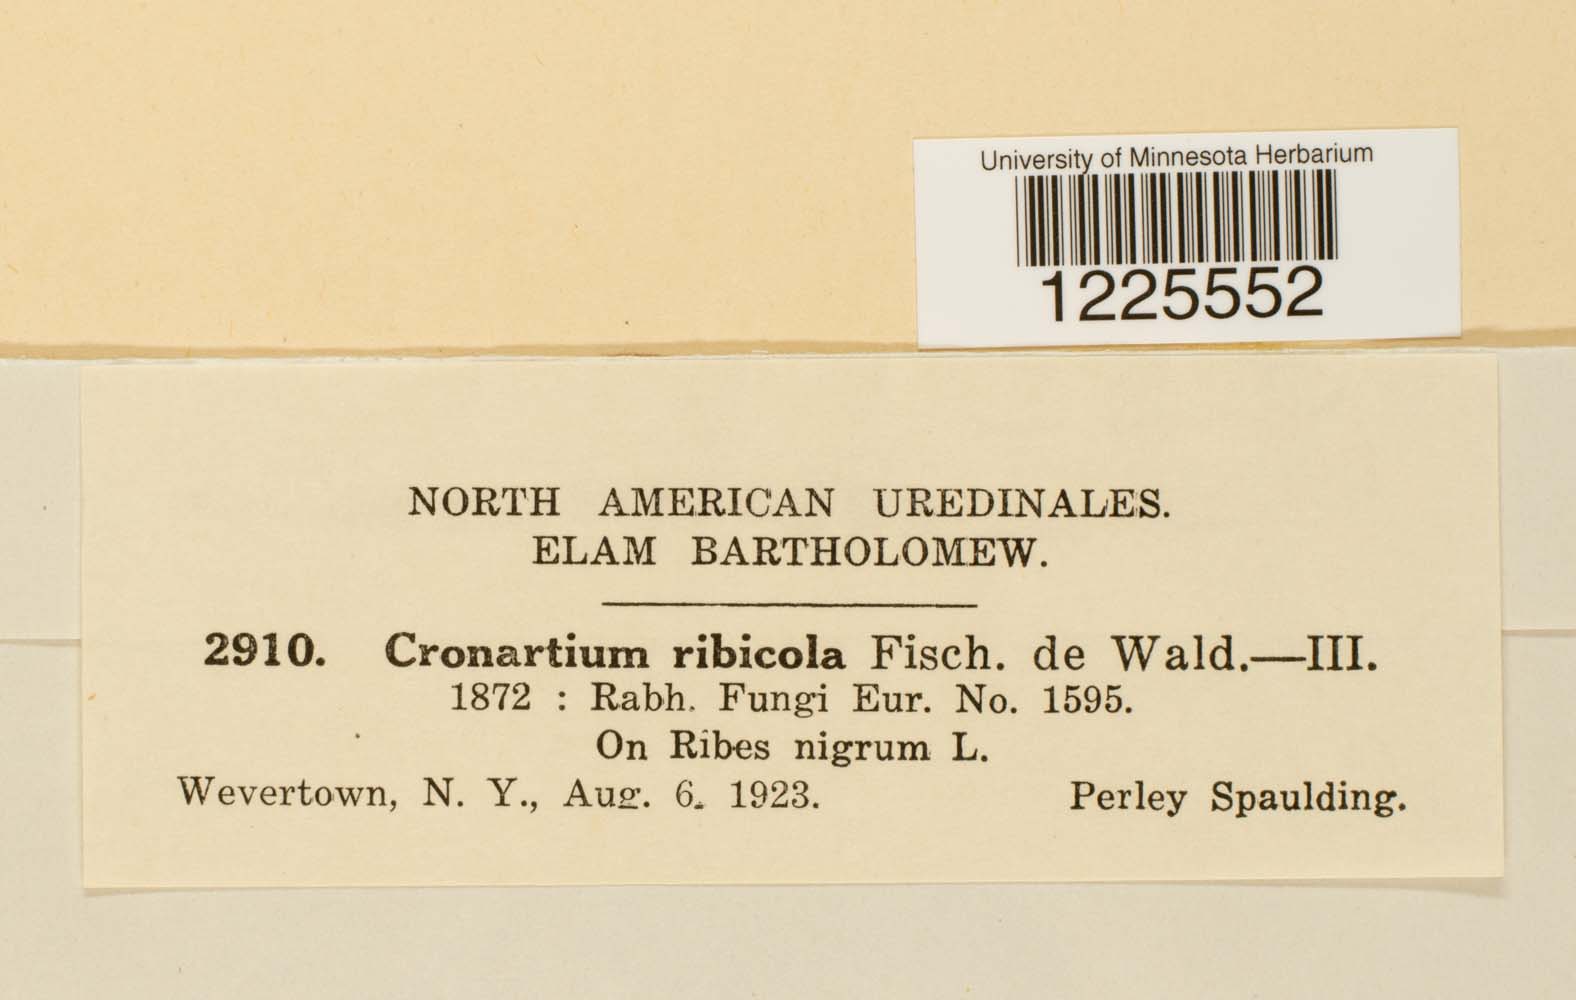 University of Minnesota Herbarium
1225552
NORTH AMERICAN UREDINALES.
ELAM BARTHOLOMEW.
2910. Cronartium ribicola Fisch. de Wald.—III.
1872 : Rabh. Fungi Eur. No. 1595.
On Ribes nigrum L.
Wevertown, N. Y., Aug. 6, 1923. Perley Spaulding.